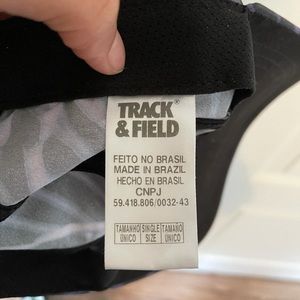 TRACK®
& FIELD
FEITO NO BRASIL
MADE IN BRAZIL
HECHO EN BRASIL
CNPJ
59.418.806/0032-43
TAMANHO SINGLE TAMAÑO
ÚNICO SIZE ÚNICO